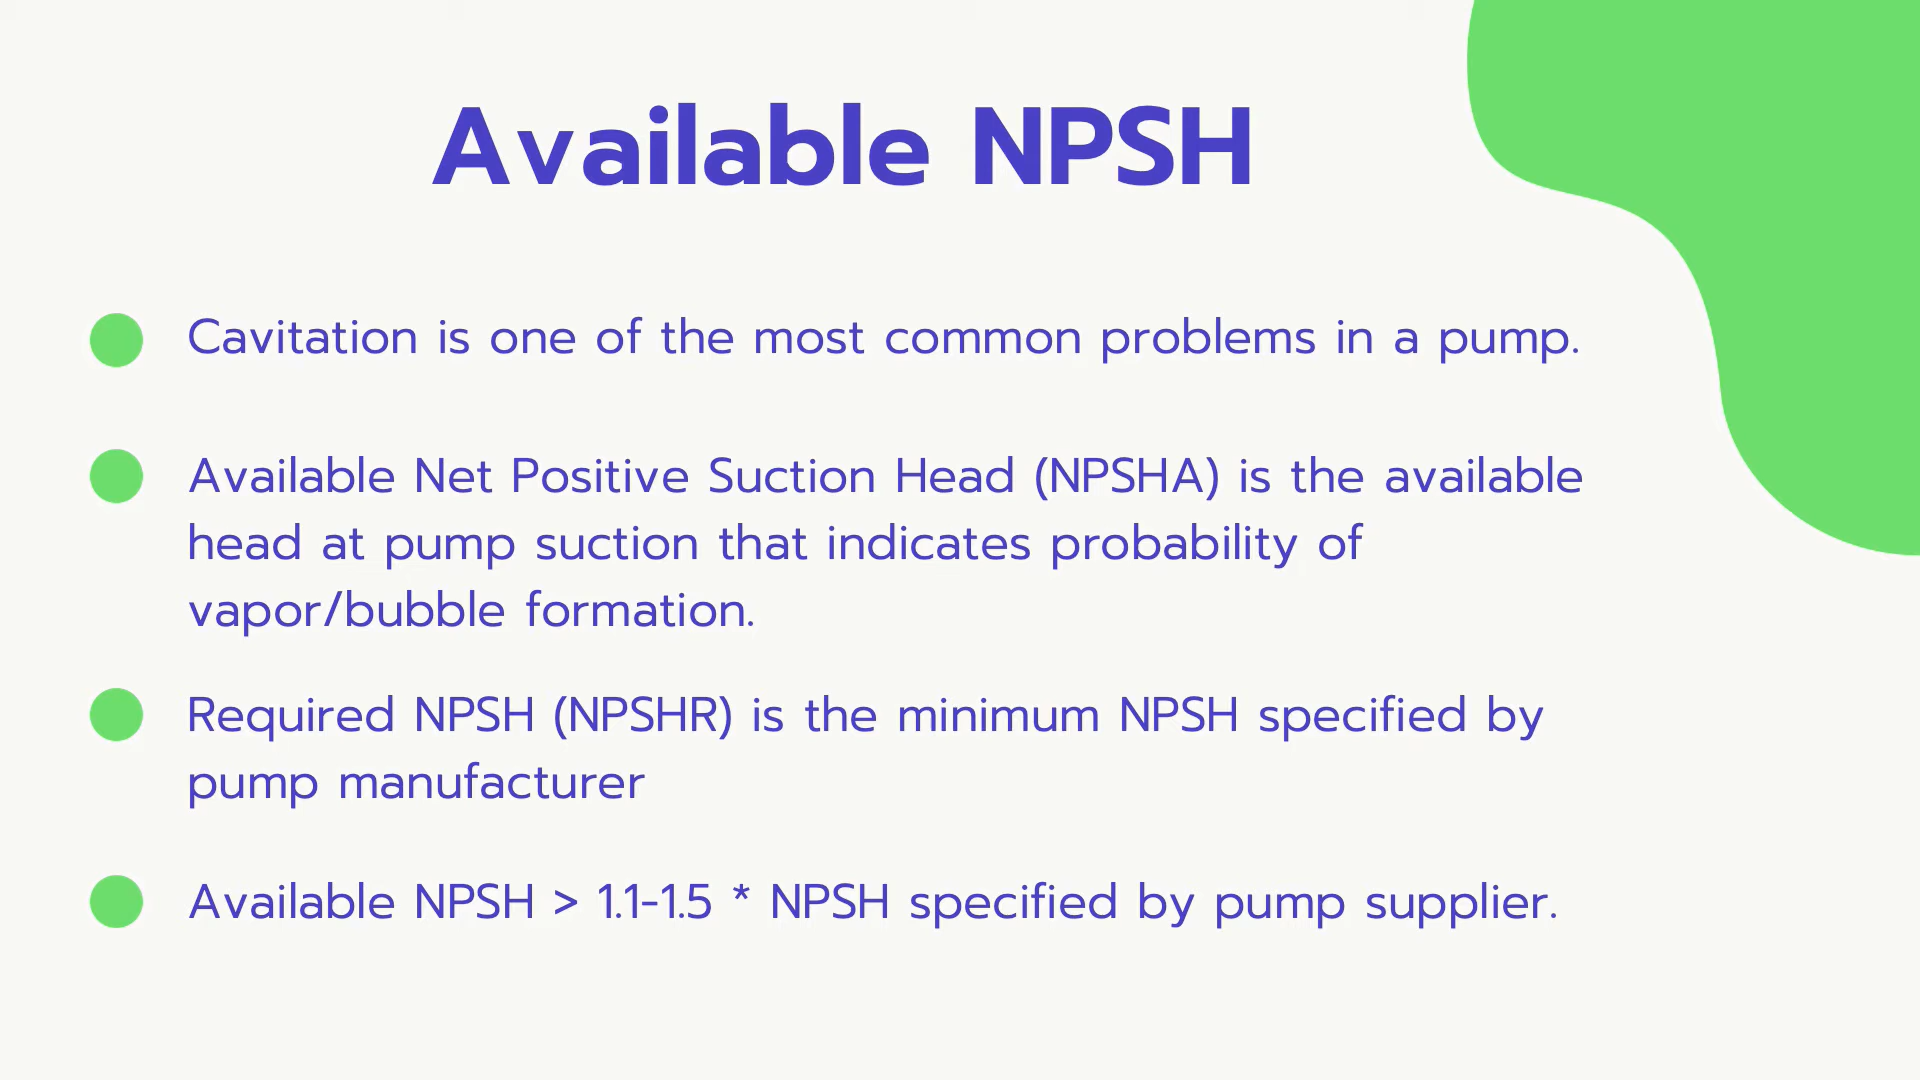 Available NPSH
Cavitation is one of the most common problems in a pump.
Available Net Positive Suction Head (NPSHA) is the available
head at pump suction that indicates probability of
vapor/bubble formation.
Required NPSH (NPSHR) is the minimum NPSH specified by
pump manufacturer
Available NPSH > 1.1-1.5 * NPSH specified by pump supplier.